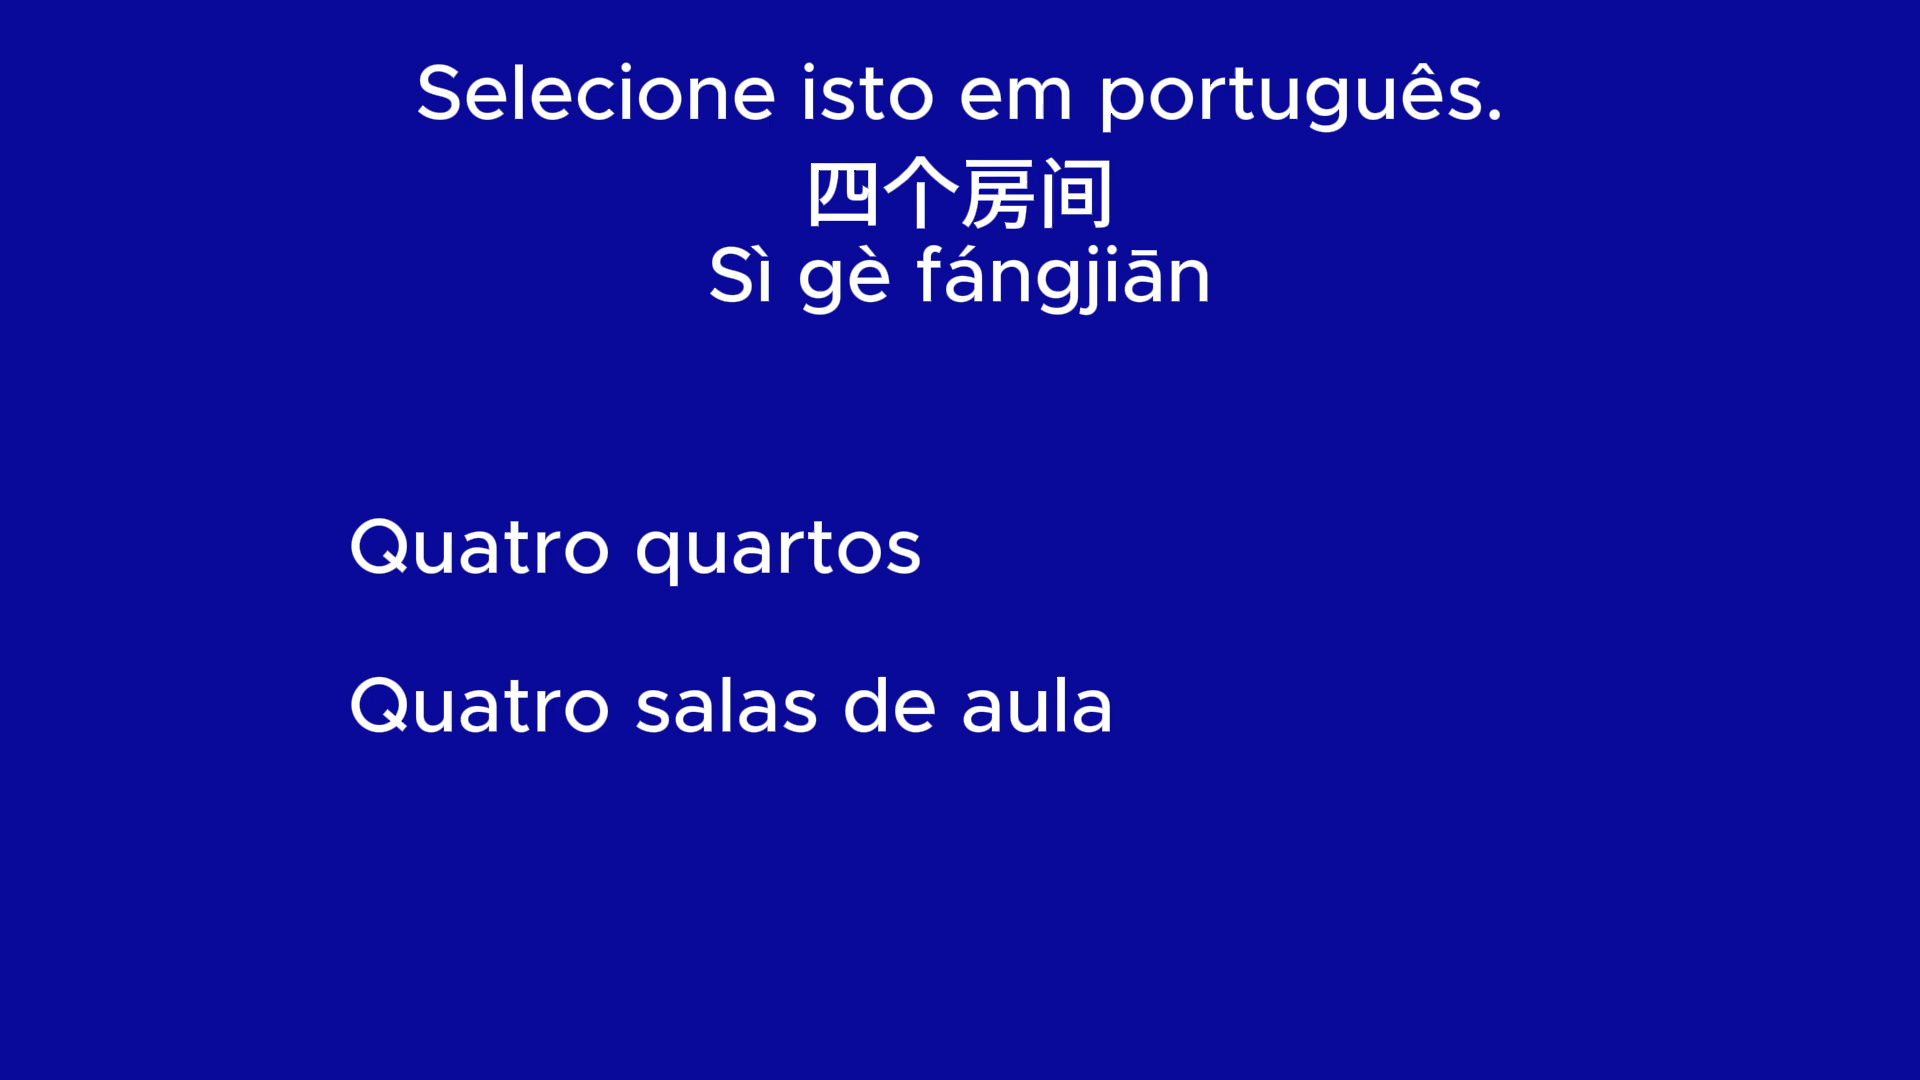 Selecione isto em português.
四个房间
Sì gè fángjiān
Quatro quartos
Quatro salas de aula